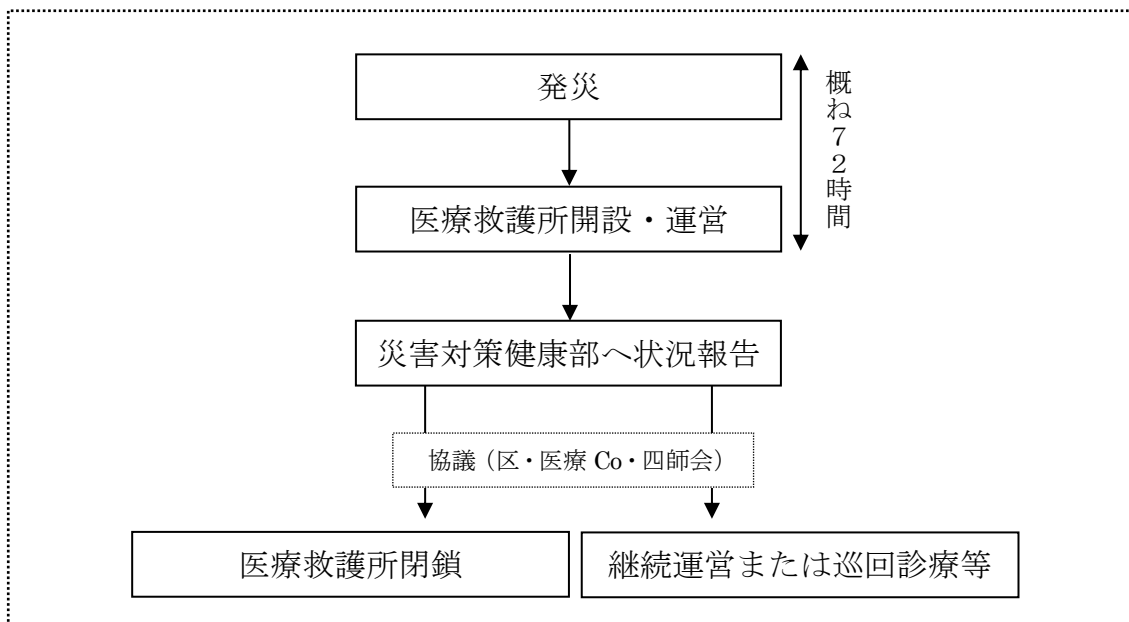 発災
概ね７２時間
医療救護所開設・運営
災害対策健康部へ状況報告
協議（区・医療 Co・四師会）
医療救護所閉鎖
継続運営または巡回診療等